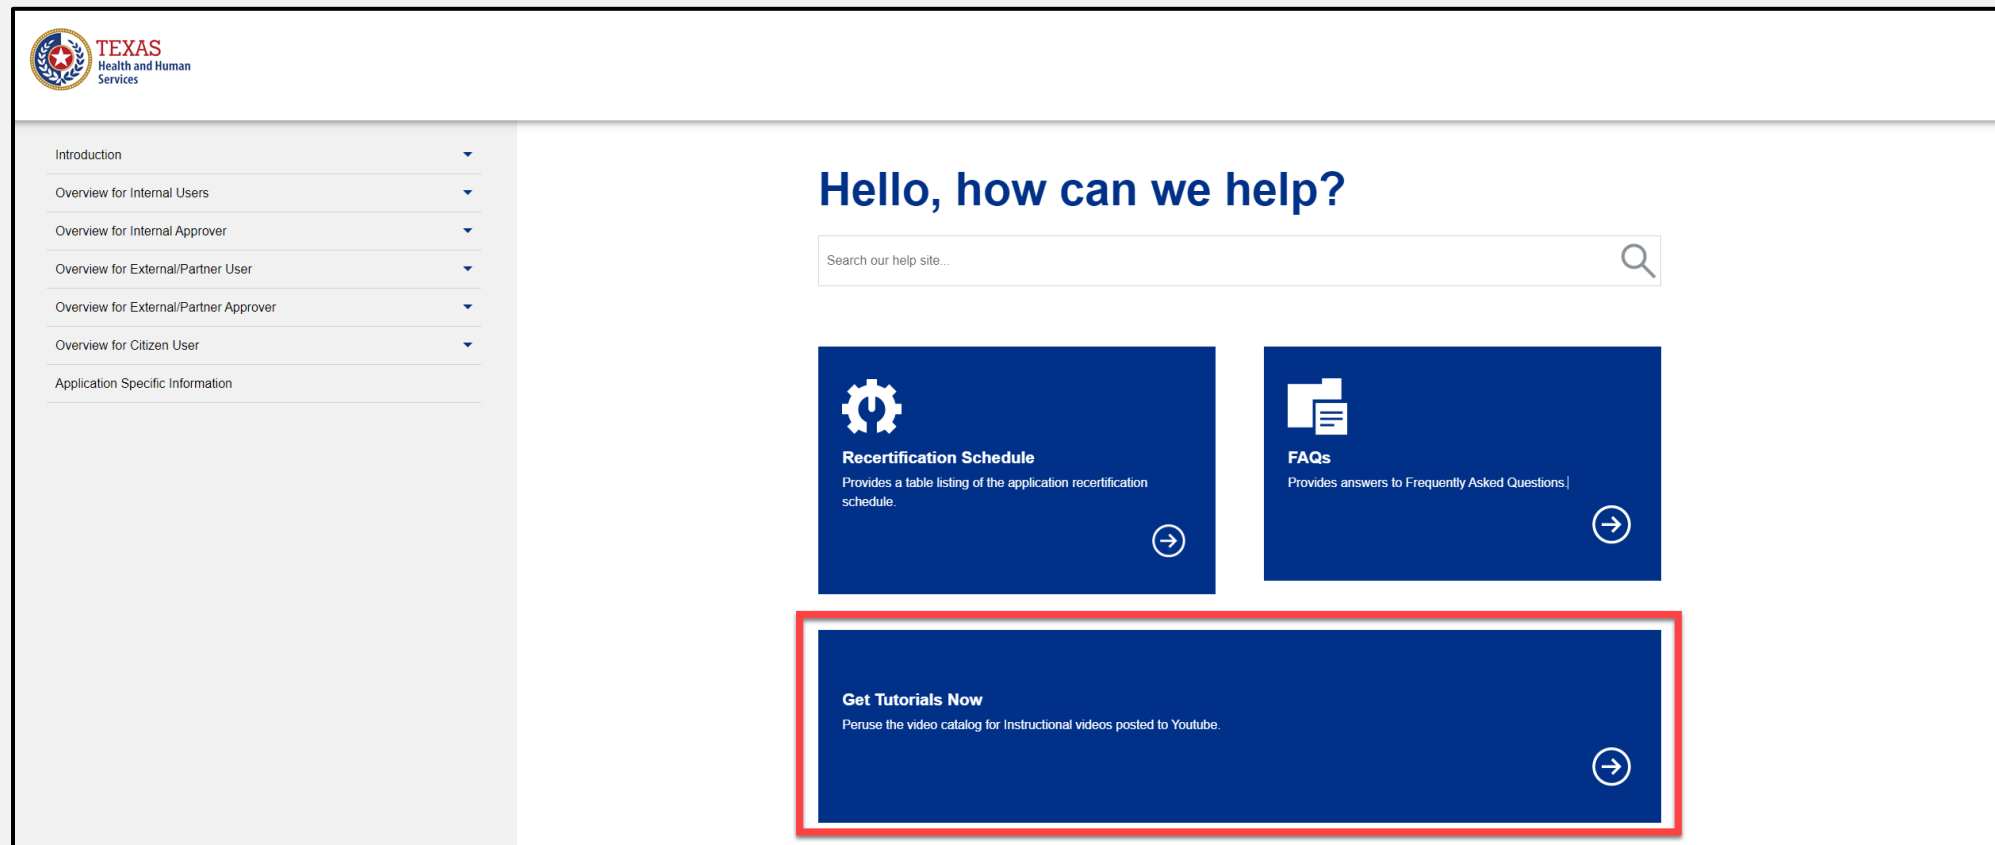 TEXAS
Health and Human
Services
Introduction
Overview for Internal Users
Overview for Internal Approver
Overview for External/Partner User
Overview for External/Partner Approver
Overview for Citizen User
Application Specific Information
Hello, how can we help?
Search our help site...
Recertification Schedule
Provides a table listing of the application recertification
schedule.
FAQs
Provides answers to Frequently Asked Questions.
Get Tutorials Now
Peruse the video catalog for Instructional videos posted to Youtube.